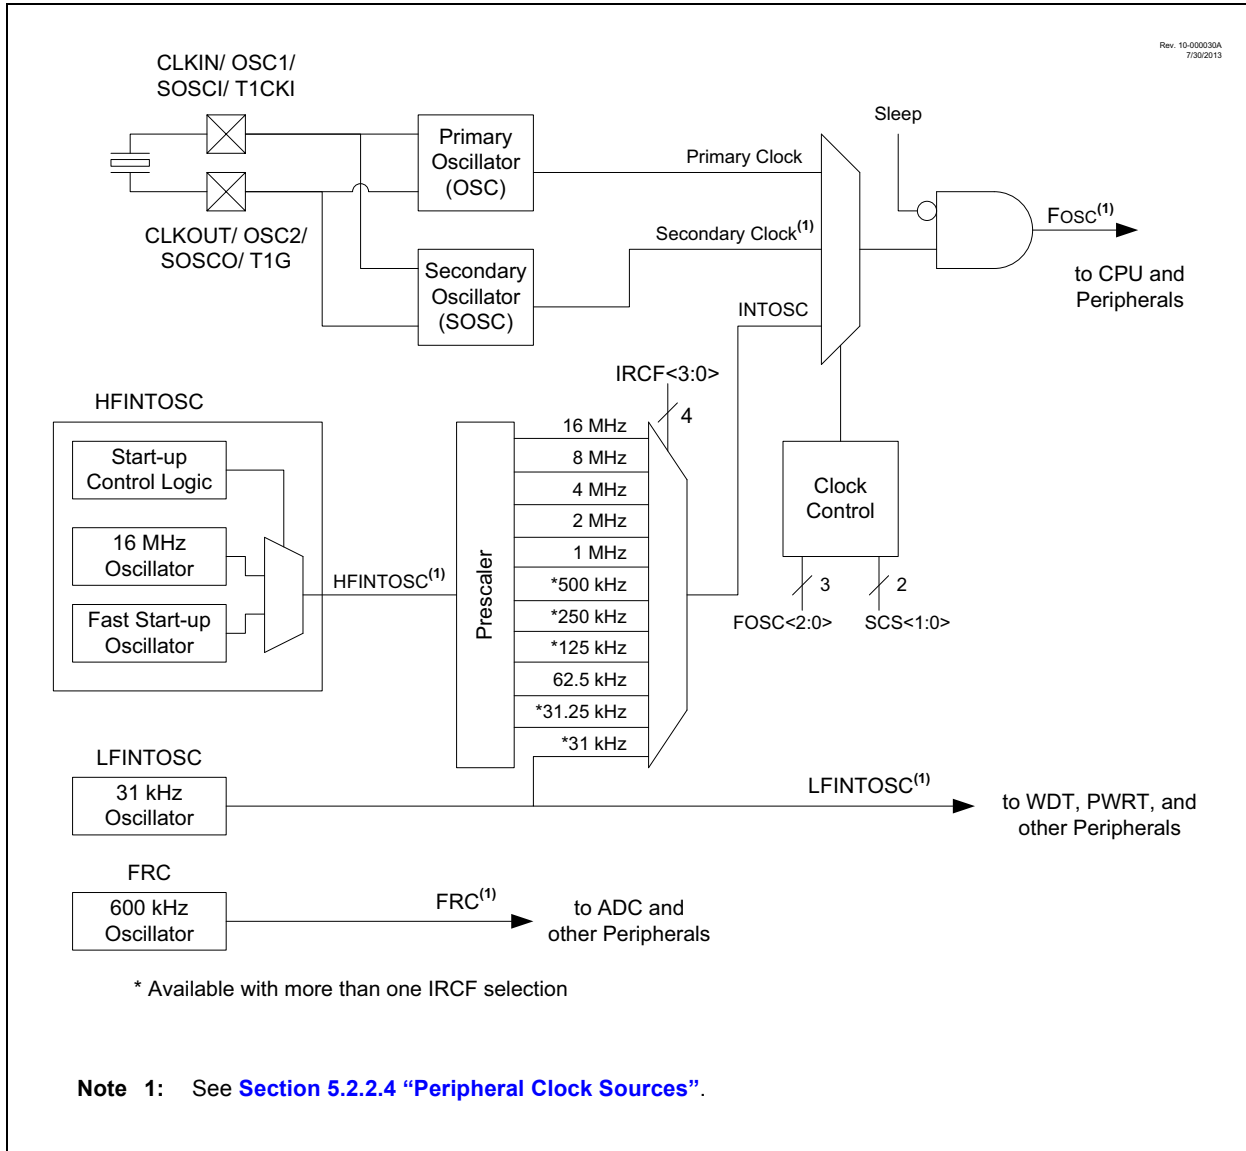 Rev. 10-000030A
7/30/2013
CLKIN/ OSC1/
SOSCI/ T1CKI
Sleep
Primary
Oscillator
(OSC)
Primary Clock
CLKOUT/ OSC2/
SOSCO/ T1G
Secondary Clock(1)
FOSC(1)
to CPU and
Peripherals
Secondary
Oscillator
(SOSC)
INTOSC
IRCF<3:0>
4
HFINTOSC
Start-up
Control Logic
16 MHz
Oscillator
Fast Start-up
Oscillator
HFINTOSC(1)
Prescaler
16 MHz
8 MHz
4 MHz
2 MHz
1 MHz
*500 kHz
*250 kHz
*125 kHz
62.5 kHz
*31.25 kHz
*31 kHz
Clock
Control
3
2
FOSC<2:0>
SCS<1:0>
LFINTOSC
31 kHz
Oscillator
LFINTOSC(1)
to WDT, PWRT, and
other Peripherals
FRC
600 kHz
Oscillator
FRC(1)
to ADC and
other Peripherals
* Available with more than one IRCF selection
Note 1: See Section 5.2.2.4 “Peripheral Clock Sources”.